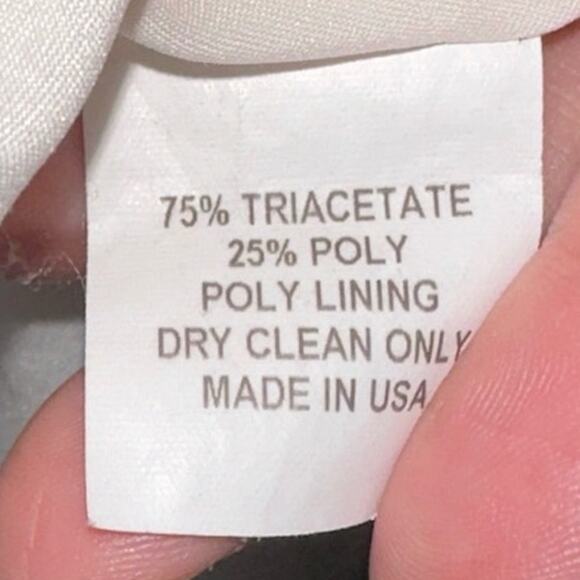 75% TRIACETATE
25% POLY
POLY LINING
DRY CLEAN ONLY
MADE IN USA